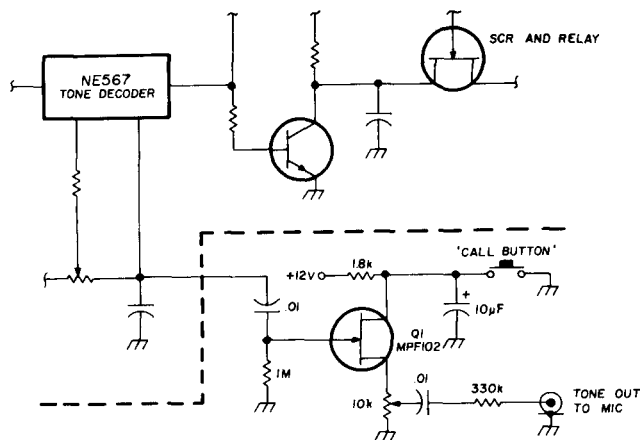 SCR AND RELAY
NE567
TONE DECODER
'CALL BUTTON'
+12V
1.8k
.01
+
10µF
Q1
MPF102
1M
10k
.01
330k
TONE OUT
TO MIC